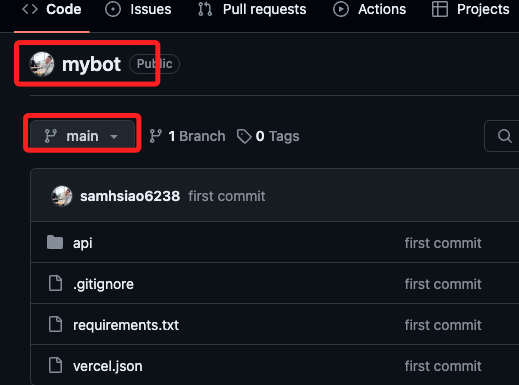 Code Issues Pull requests Actions Projects
mybot Public
main 1 Branch 0 Tags
samhsiao6238 first commit
api first commit
.gitignore first commit
requirements.txt first commit
vercel.json first commit